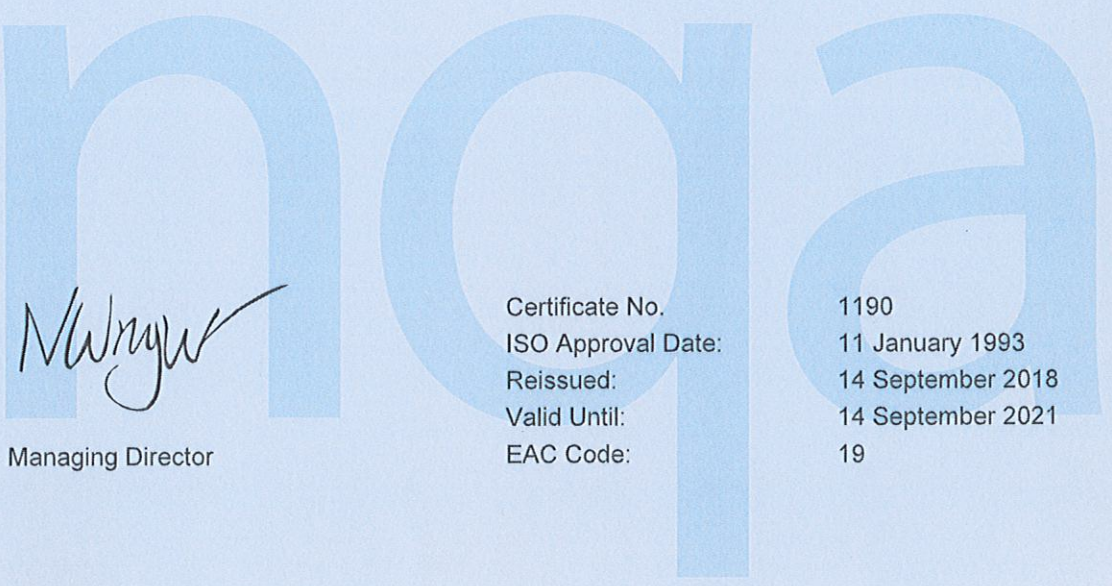 nqa
Certificate No. 1190
ISO Approval Date: 11 January 1993
Reissued: 14 September 2018
Valid Until: 14 September 2021
Managing Director
EAC Code: 19